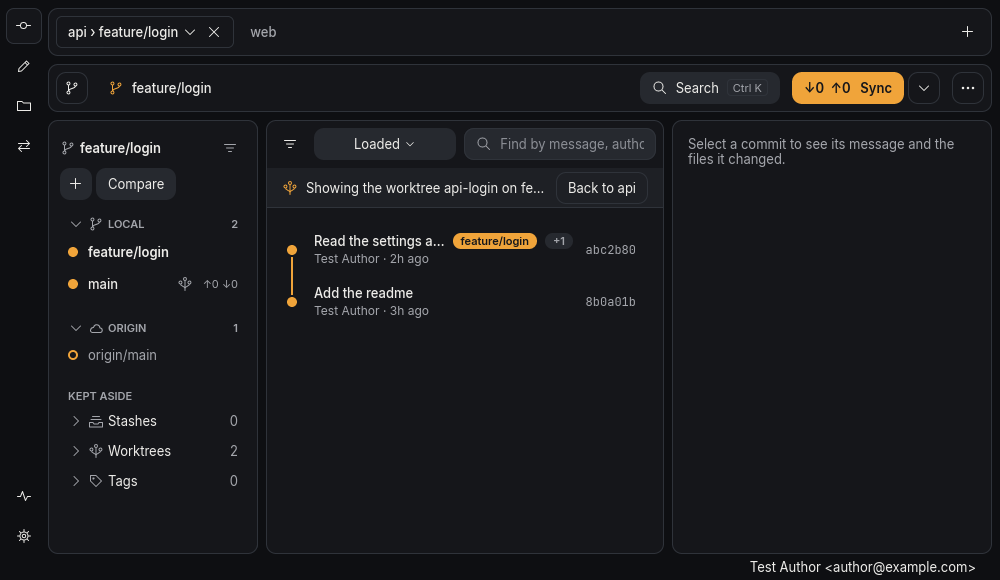 api › feature/login
web
feature/login
Search Ctrl K
↓0 ↑0 Sync
feature/login
Compare
LOCAL 2
feature/login
main ↑0 ↓0
ORIGIN 1
origin/main
KEPT ASIDE
Stashes 0
Worktrees 2
Tags 0
Loaded
Find by message, autho
Showing the worktree api-login on fe...
Back to api
Read the settings a... feature/login +1
Test Author · 2h ago
abc2b80
Add the readme
Test Author · 3h ago
8b0a01b
Select a commit to see its message and the
files it changed.
Test Author <author@example.com>